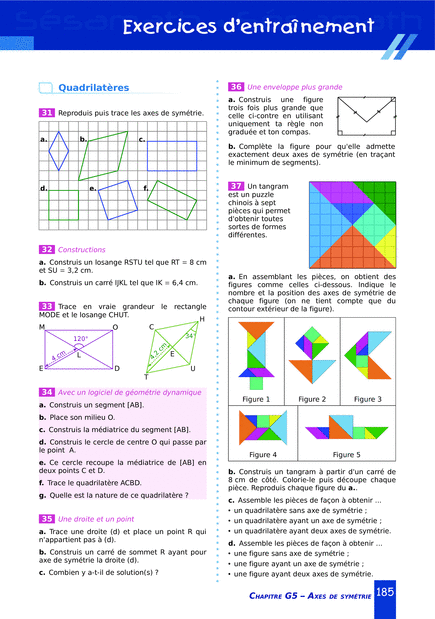 Exercices d'entraînement
Quadrilatères
31 Reproduis puis trace les axes de symétrie.
a.
b.
c.
d.
e.
f.
32 Constructions
a. Construis un losange RSTU tel que RT = 8 cm
et SU = 3,2 cm.
b. Construis un carré IJKL tel que IK = 6,4 cm.
33 Trace en vraie grandeur le rectangle
MODE et le losange CHUT.
M
O
120°
4 cm
L
E
D
C
H
34°
4,2 cm
E
T
U
34 Avec un logiciel de géométrie dynamique
a. Construis un segment [AB].
b. Place son milieu O.
c. Construis la médiatrice du segment [AB].
d. Construis le cercle de centre O qui passe par
le point A.
e. Ce cercle recoupe la médiatrice de [AB] en
deux points C et D.
f. Trace le quadrilatère ACBD.
g. Quelle est la nature de ce quadrilatère ?
35 Une droite et un point
a. Trace une droite (d) et place un point R qui
n'appartient pas à (d).
b. Construis un carré de sommet R ayant pour
axe de symétrie la droite (d).
c. Combien y a-t-il de solution(s) ?
36 Une enveloppe plus grande
a. Construis une figure
trois fois plus grande que
celle ci-contre en utilisant
uniquement ta règle non
graduée et ton compas.
b. Complète la figure pour qu'elle admette
exactement deux axes de symétrie (en traçant
le minimum de segments).
37 Un tangram
est un puzzle
chinois à sept
pièces qui permet
d'obtenir toutes
sortes de formes
différentes.
a. En assemblant les pièces, on obtient des
figures comme celles ci-dessous. Indique le
nombre et la position des axes de symétrie de
chaque figure (on ne tient compte que du
contour extérieur de la figure).
Figure 1
Figure 2
Figure 3
Figure 4
Figure 5
b. Construis un tangram à partir d'un carré de
8 cm de côté. Colorie-le puis découpe chaque
pièce. Reproduis chaque figure du a..
c. Assemble les pièces de façon à obtenir ...
• un quadrilatère sans axe de symétrie ;
• un quadrilatère ayant un axe de symétrie ;
• un quadrilatère ayant deux axes de symétrie.
d. Assemble les pièces de façon à obtenir ...
• une figure sans axe de symétrie ;
• une figure ayant un axe de symétrie ;
• une figure ayant deux axes de symétrie.
Chapitre G5 – Axes de symétrie 185